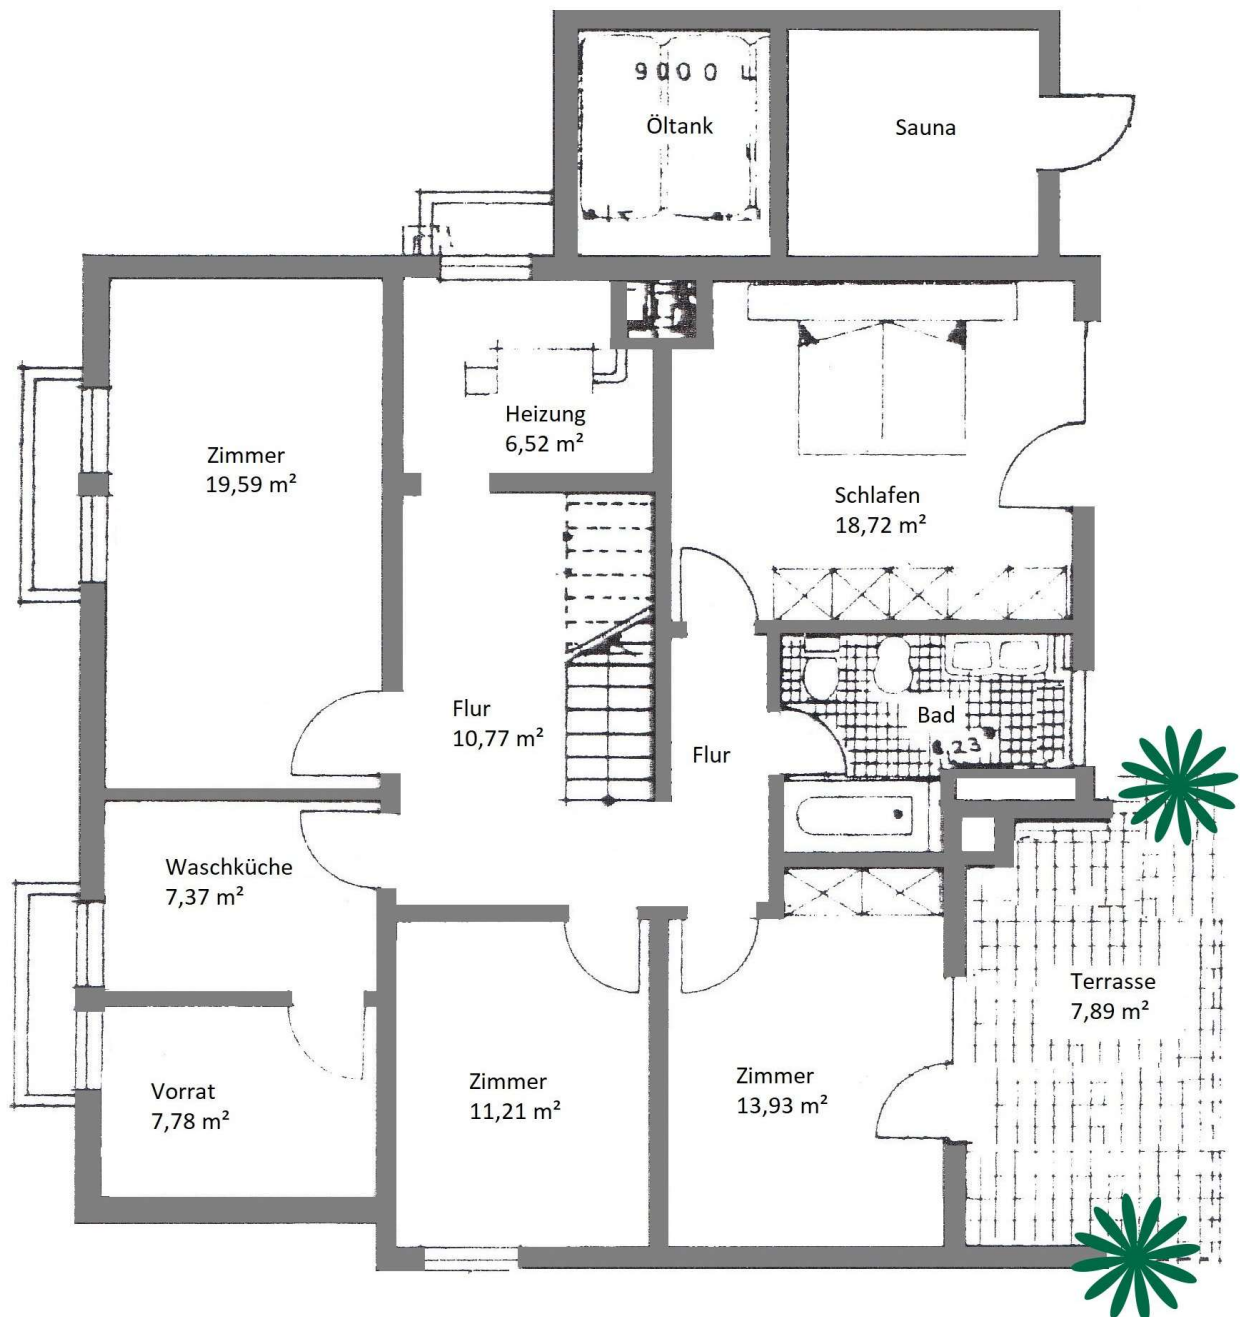 9000 L
Öltank
Sauna
Heizung
6,52 m²
Zimmer
19,59 m²
Schlafen
18,72 m²
Flur
10,77 m²
Flur
Bad
Waschküche
7,37 m²
Terrasse
7,89 m²
Vorrat
7,78 m²
Zimmer
11,21 m²
Zimmer
13,93 m²